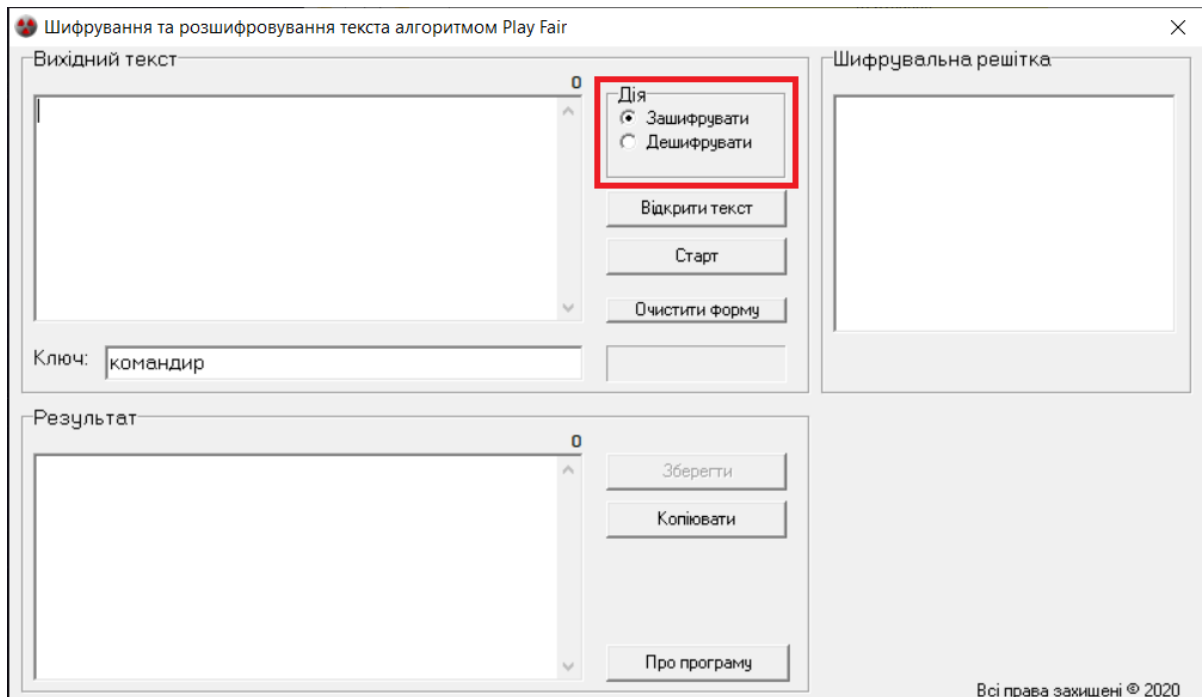 Шифрування та розшифровування текста алгоритмом Play Fair
Вихідний текст
0
Дія
Зашифрувати
Дешифрувати
Відкрити текст
Старт
Очистити форму
Ключ: командир
Шифрувальна решітка
Результат
0
Зберегти
Копіювати
Про програму
Всі права захищені © 2020